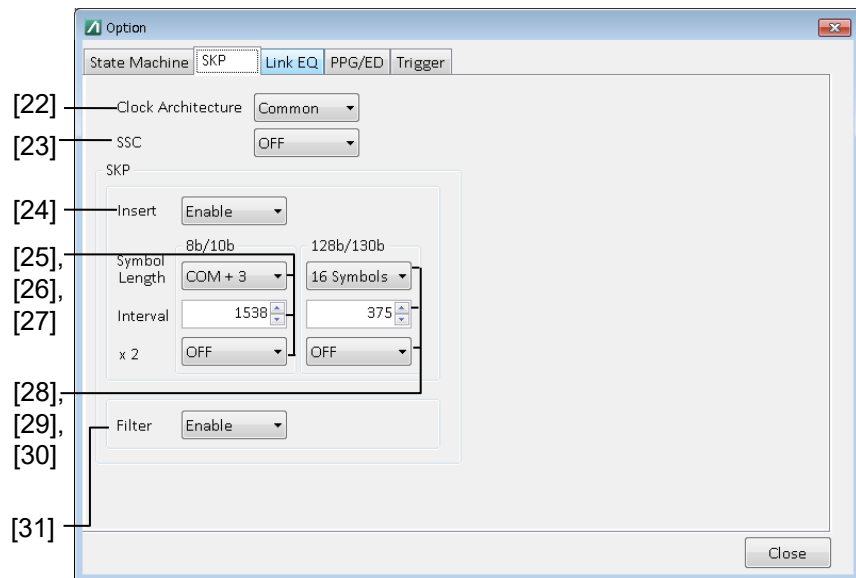 Option
State Machine SKP Link EQ PPG/ED Trigger
[22] Clock Architecture Common
[23] SSC OFF
SKP
[24] Insert Enable
8b/10b 128b/130b
[25],
[26],
[27]
Symbol
Length COM + 3 16 Symbols
Interval 1538 375
x 2 OFF OFF
[28],
[29],
[30]
Filter Enable
[31]
Close